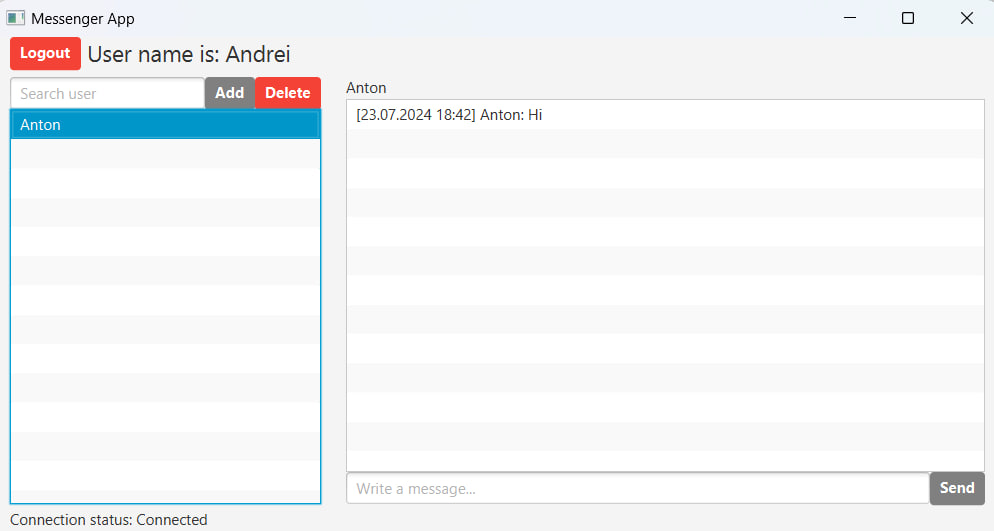 Messenger App
Logout User name is: Andrei
Search user Add Delete
Anton
Anton
[23.07.2024 18:42] Anton: Hi
Write a message... Send
Connection status: Connected